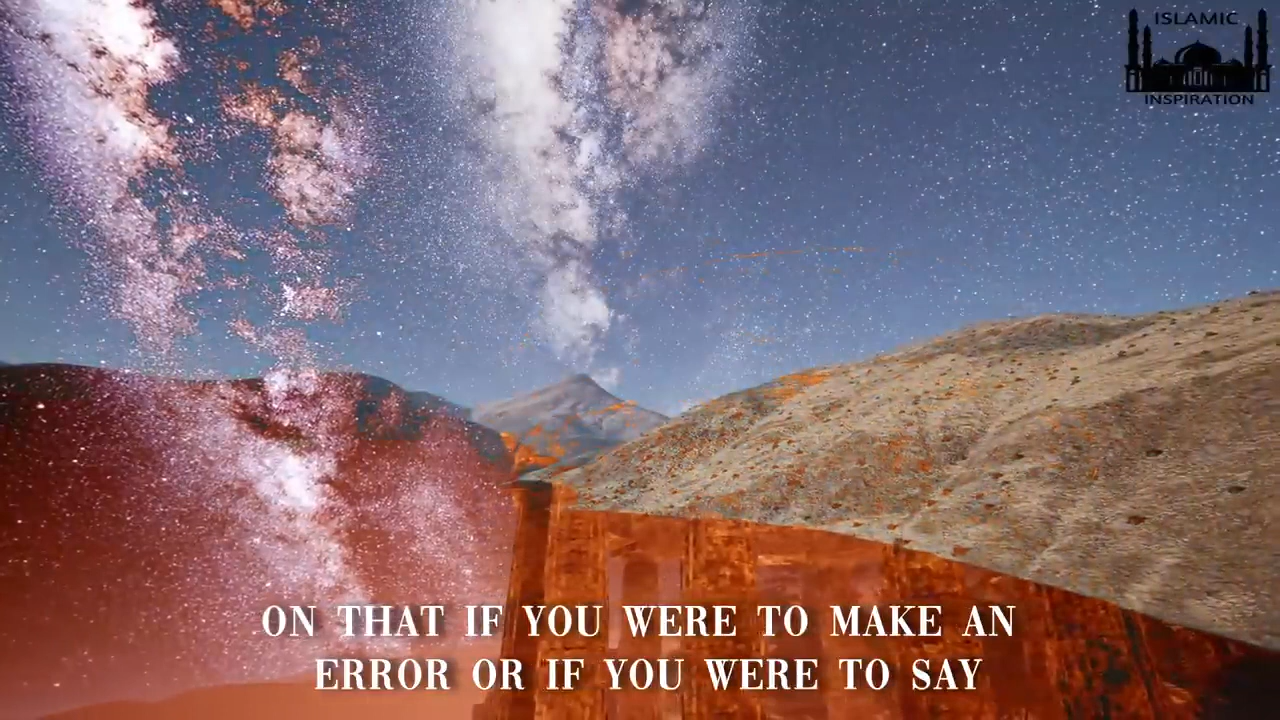 ISLAMIC
INSPIRATION
ON THAT IF YOU WERE TO MAKE AN
ERROR OR IF YOU WERE TO SAY